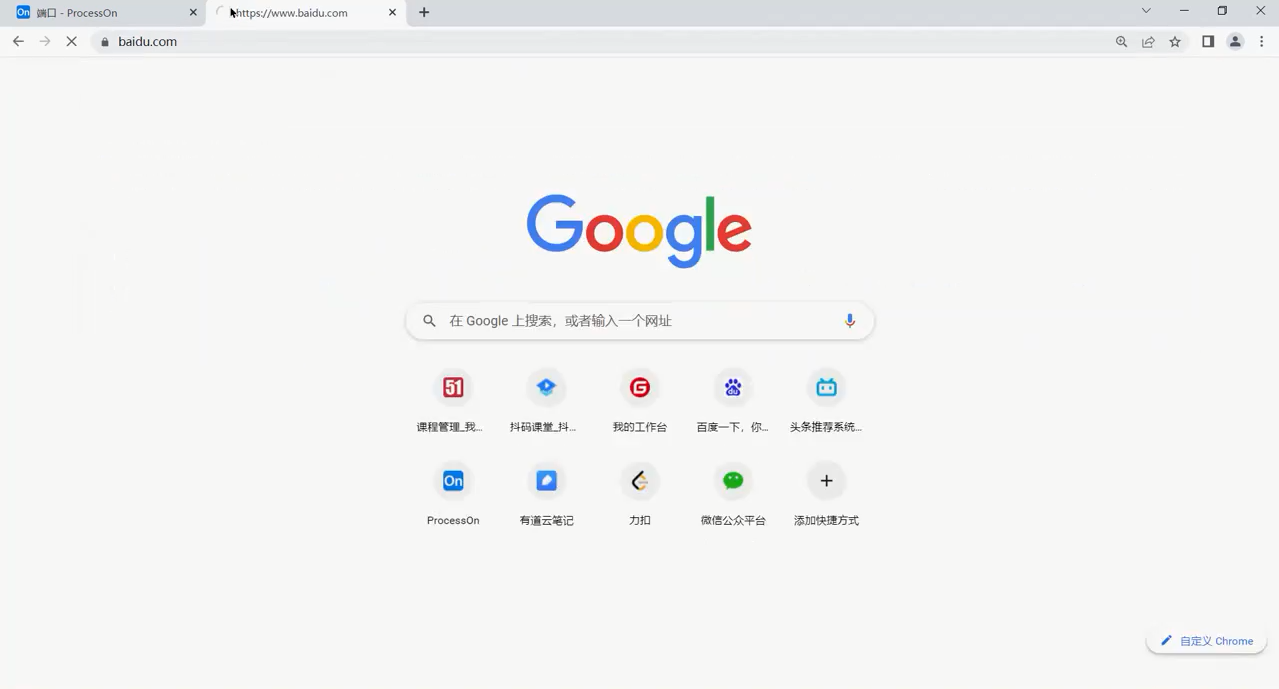 On 端口 - ProcessOn
https://www.baidu.com
baidu.com
Google
在 Google 上搜索，或者输入一个网址
51
G
du
课程管理_我...
抖码课堂_抖...
我的工作台
百度一下，你...
头条推荐系统...
On
ProcessOn
有道云笔记
力扣
微信公众平台
添加快捷方式
自定义 Chrome